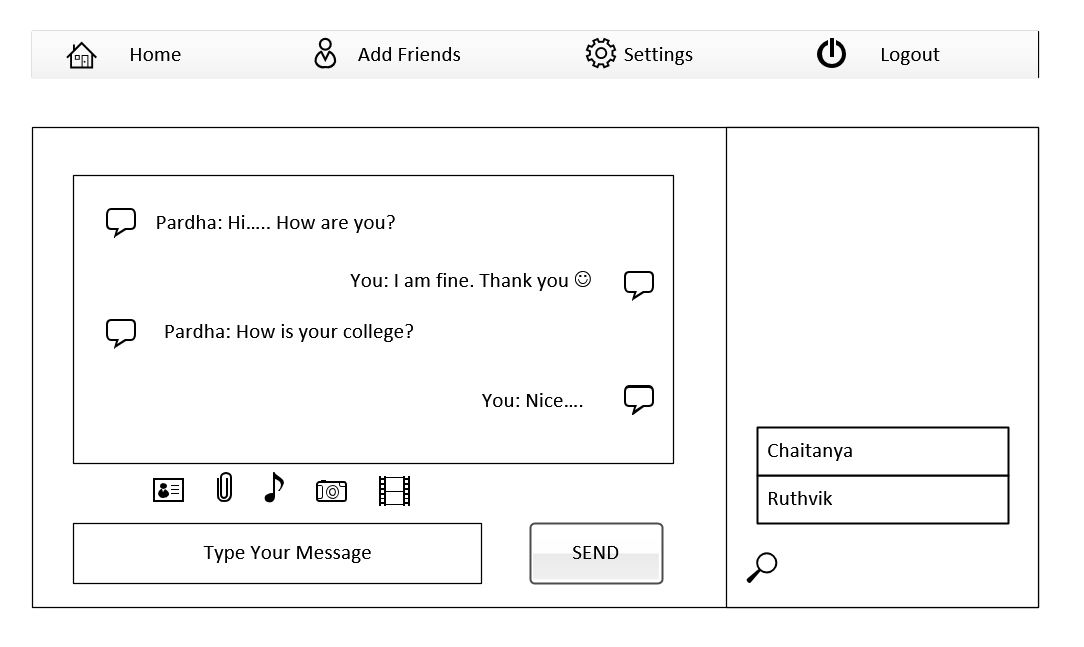 Home
Add Friends
Settings
Logout
Pardha: Hi..... How are you?
You: I am fine. Thank you ☺
Pardha: How is your college?
You: Nice....
Type Your Message
SEND
Chaitanya
Ruthvik